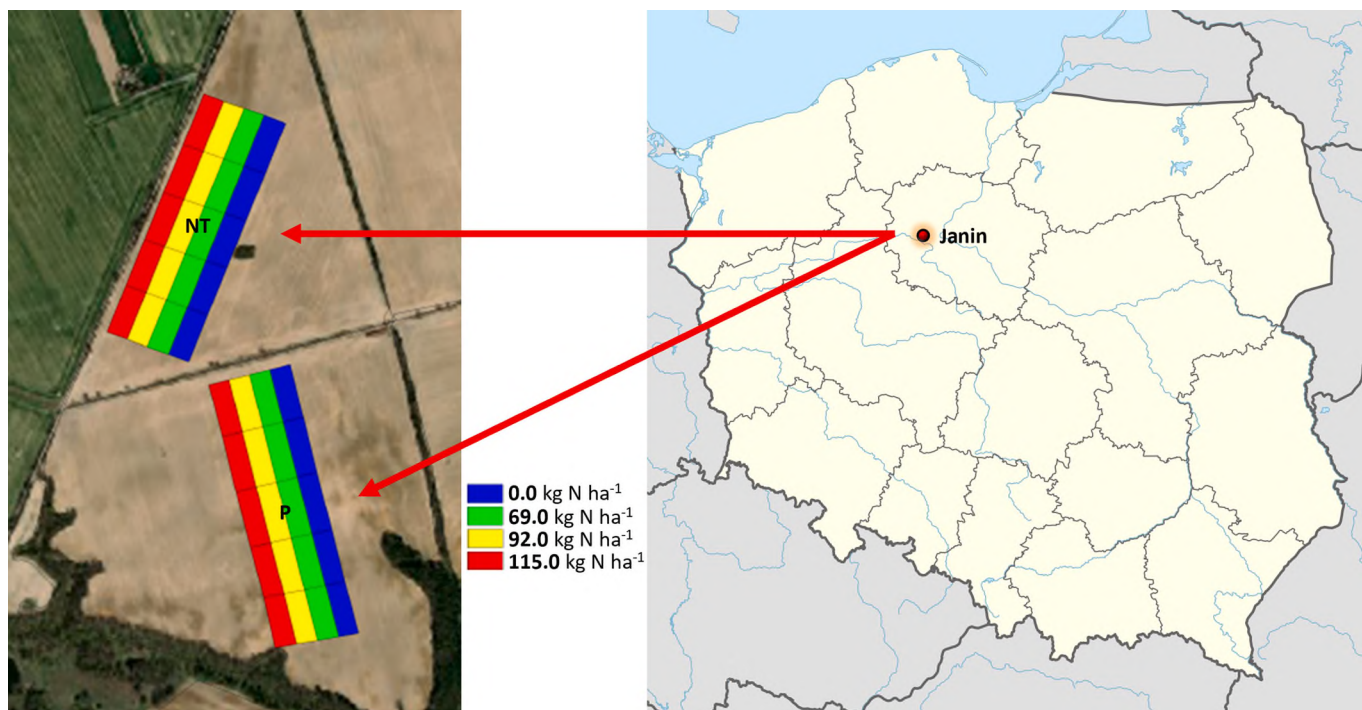 NT
Janin
P
0.0 kg N ha⁻¹
69.0 kg N ha⁻¹
92.0 kg N ha⁻¹
115.0 kg N ha⁻¹